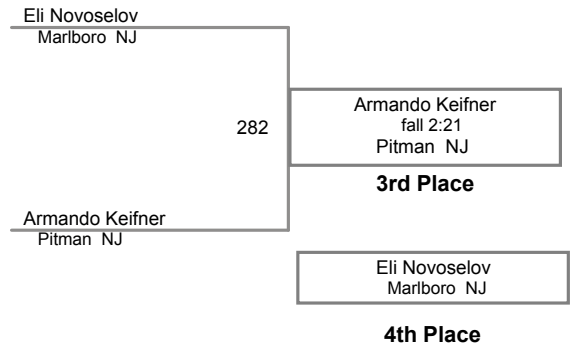 Eli Novoselov
Marlboro NJ
282
Armando Keifner
fall 2:21
Pitman NJ
3rd Place
Armando Keifner
Pitman NJ
Eli Novoselov
Marlboro NJ
4th Place